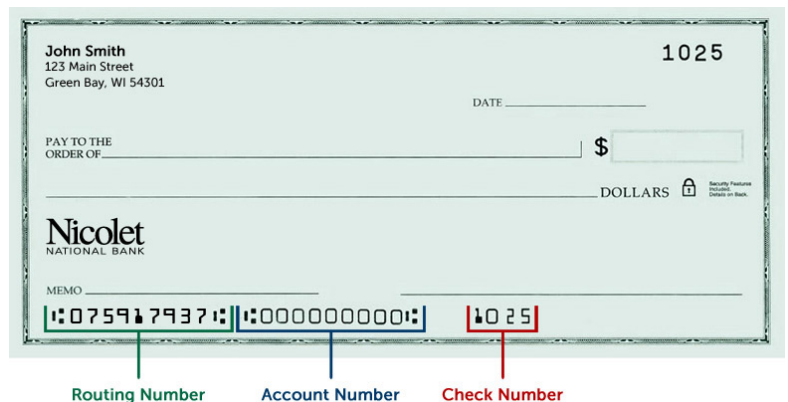 John Smith
123 Main Street
Green Bay, WI 54301
1025
DATE
PAY TO THE
ORDER OF
$
DOLLARS
Security Features
Included.
Details on Back.
Nicolet
NATIONAL BANK
MEMO
⑆075917937⑆ ⑆000000000⑆ 1025
Routing Number Account Number Check Number